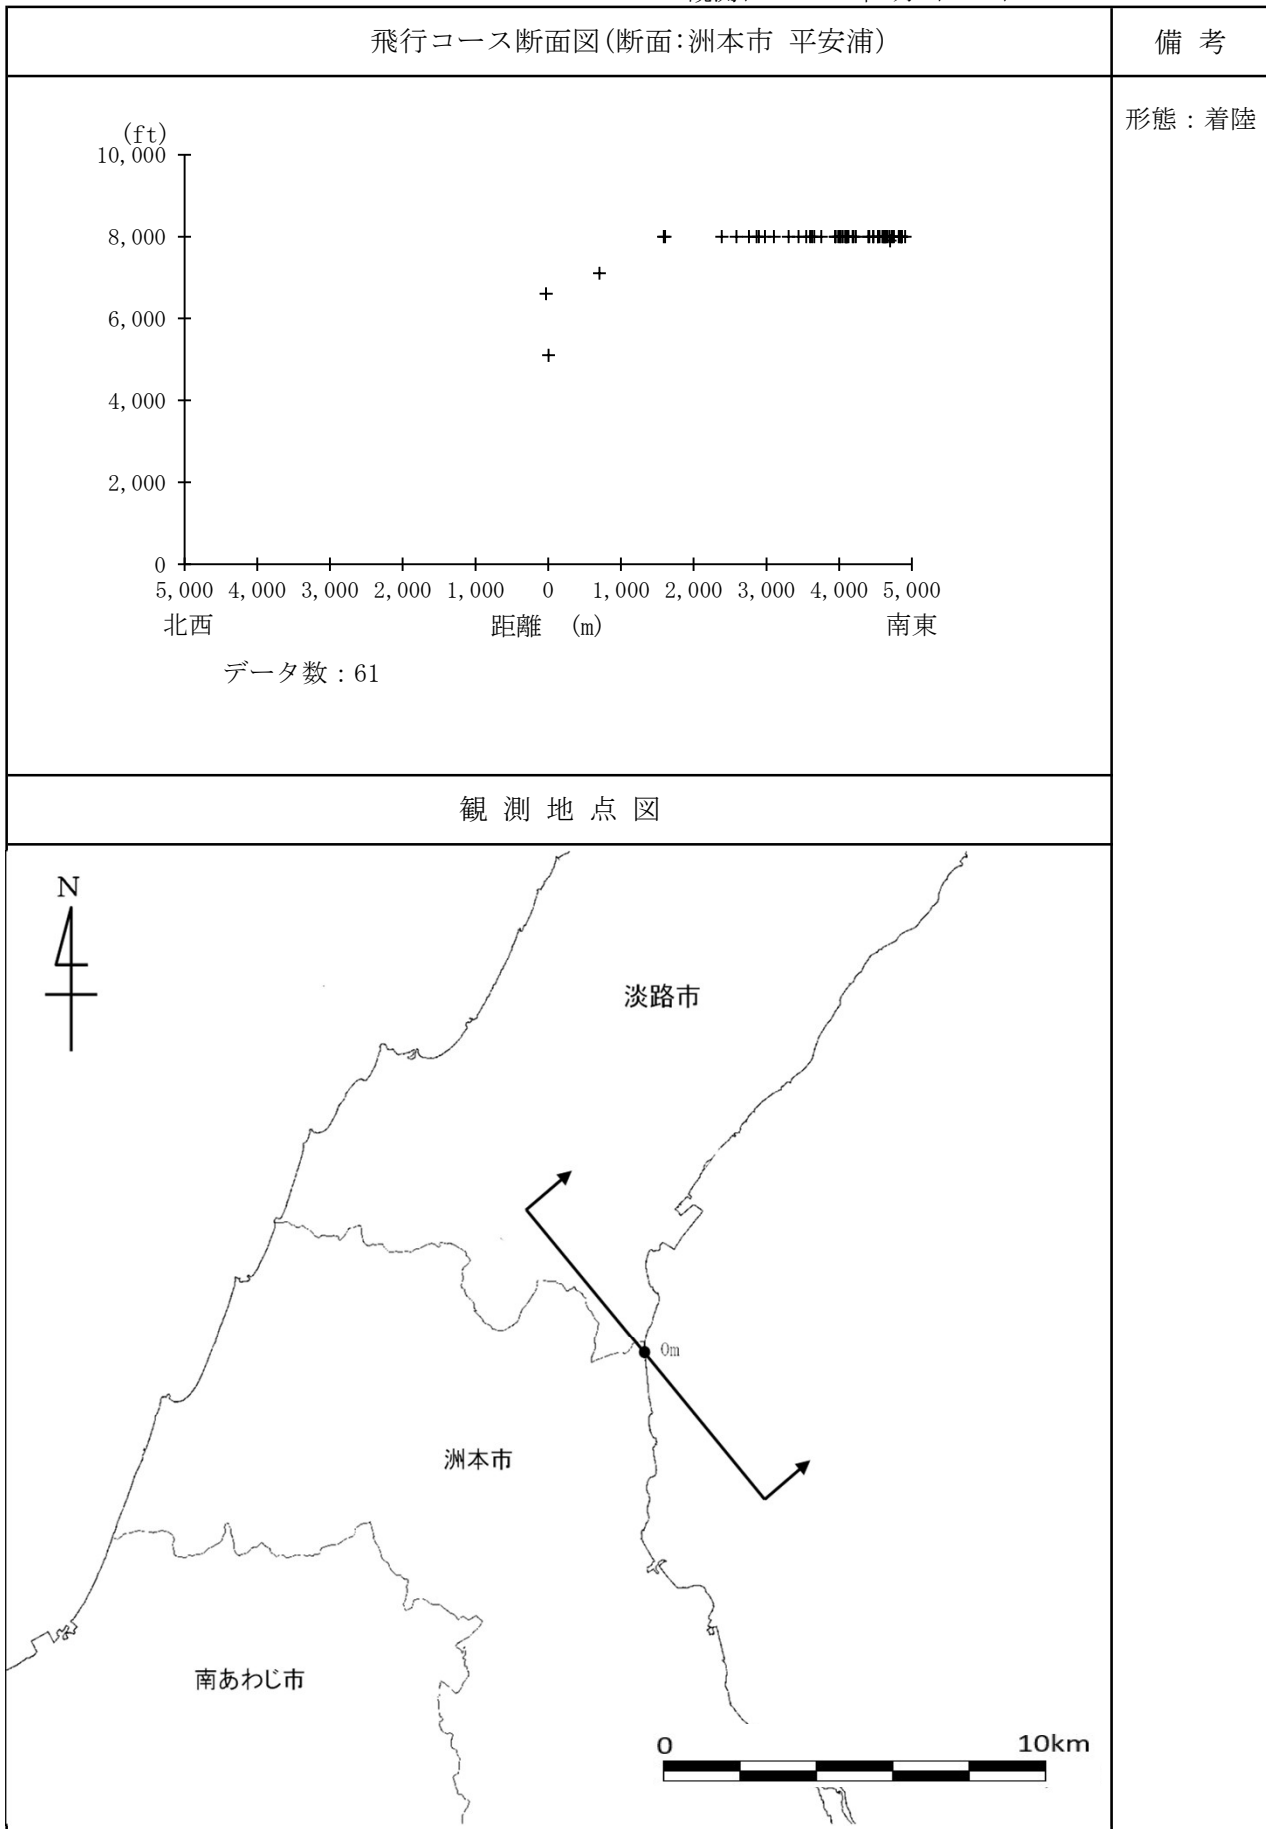 飛行コース断面図(断面:洲本市 平安浦)
備 考
形態：着陸
(ft)
10,000
8,000
6,000
4,000
2,000
0
5,000 4,000 3,000 2,000 1,000 0 1,000 2,000 3,000 4,000 5,000
北西 距離 (m) 南東
データ数：61
観 測 地 点 図
N
淡路市
0m
洲本市
南あわじ市
0 10km